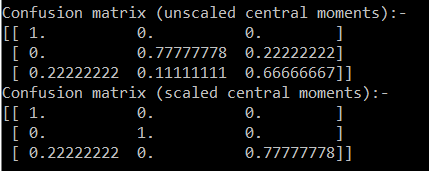 Confusion matrix (unscaled central moments):-
[[ 1.          0.          0.        ]
 [ 0.          0.77777778  0.22222222]
 [ 0.22222222  0.11111111  0.66666667]]
Confusion matrix (scaled central moments):-
[[ 1.          0.          0.        ]
 [ 0.          1.          0.        ]
 [ 0.22222222  0.          0.77777778]]